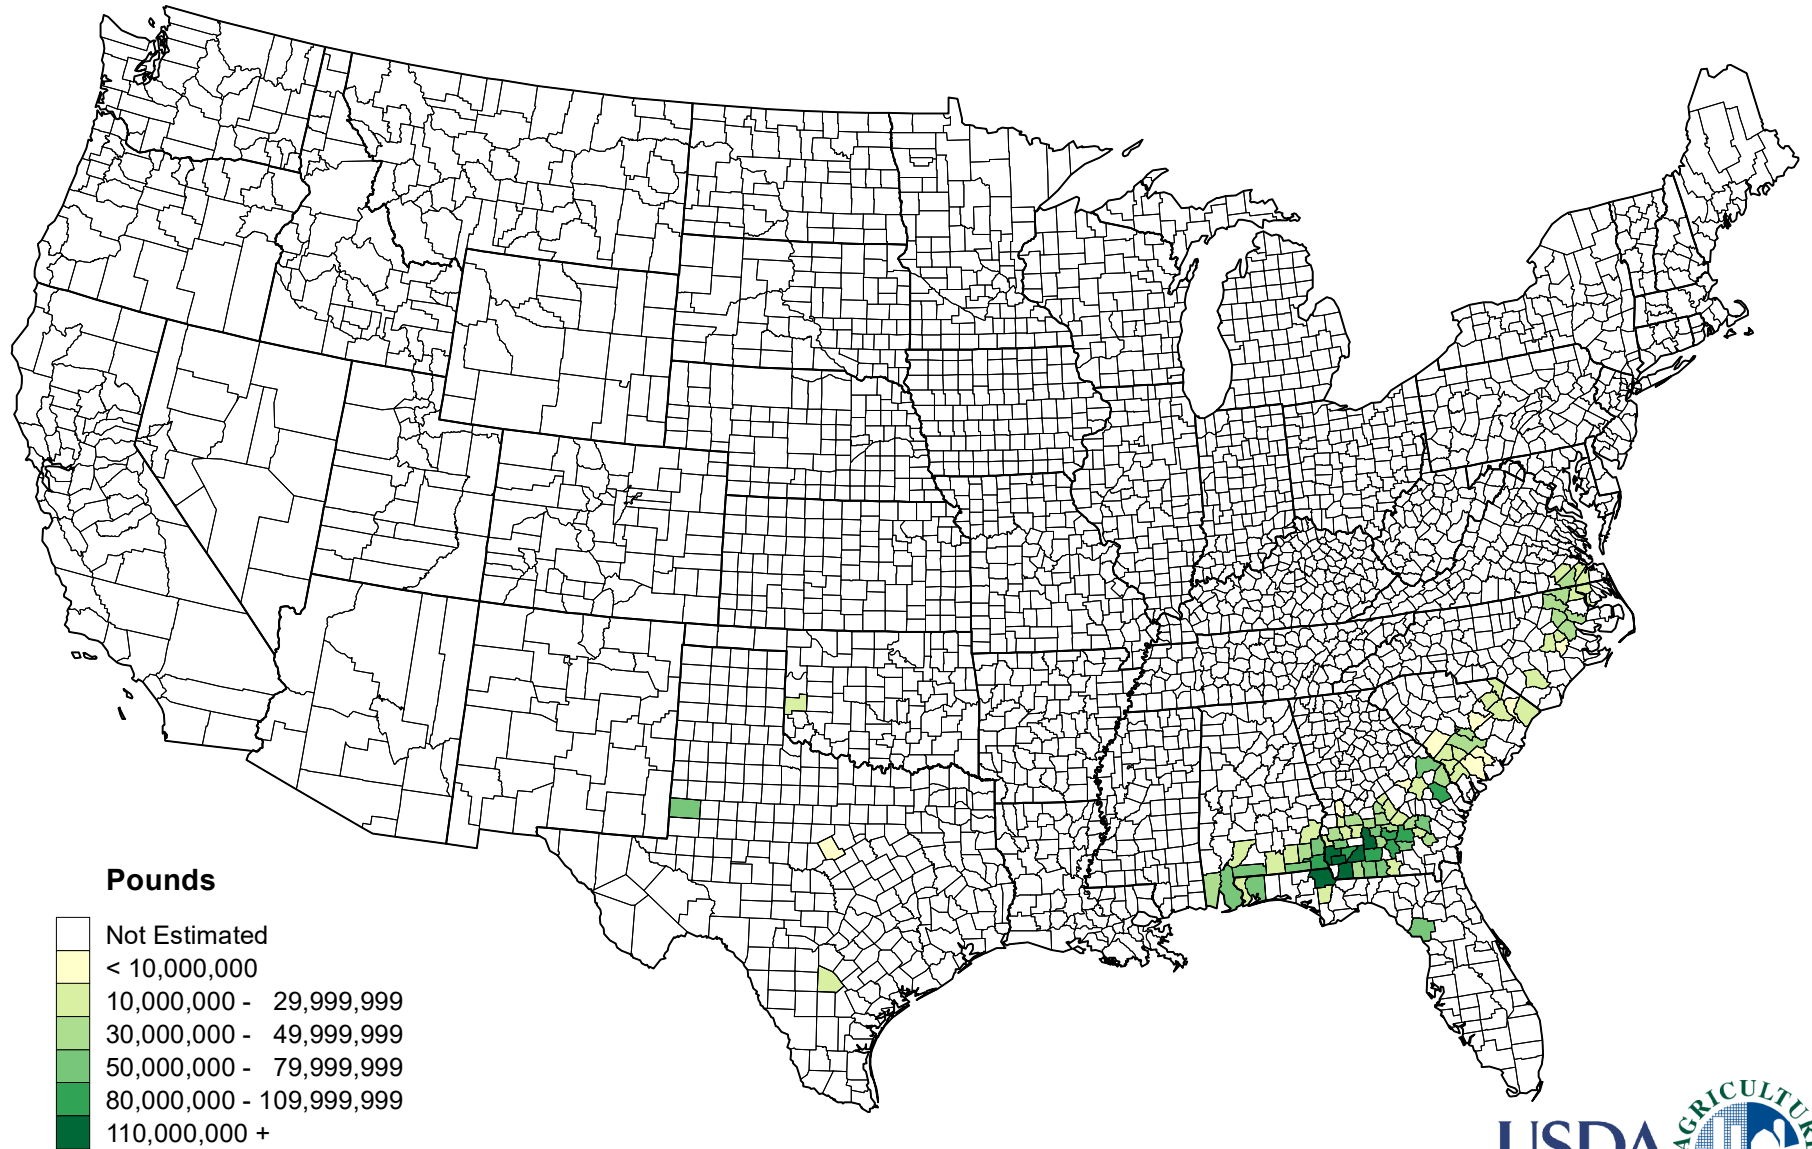 Pounds
Not Estimated
< 10,000,000
10,000,000 - 29,999,999
30,000,000 - 49,999,999
50,000,000 - 79,999,999
80,000,000 - 109,999,999
110,000,000 +
USDA
AGRICULTUR